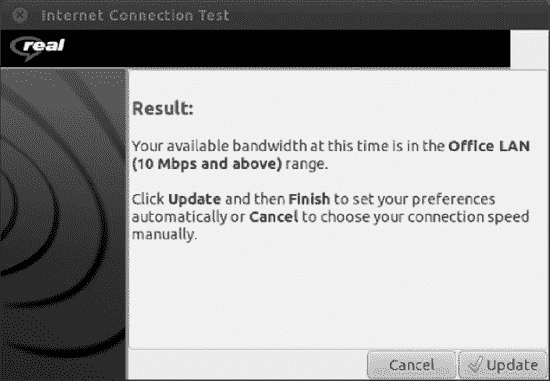 Internet Connection Test
real
Result:
Your available bandwidth at this time is in the Office LAN
(10 Mbps and above) range.
Click Update and then Finish to set your preferences
automatically or Cancel to choose your connection speed
manually.
Cancel
Update